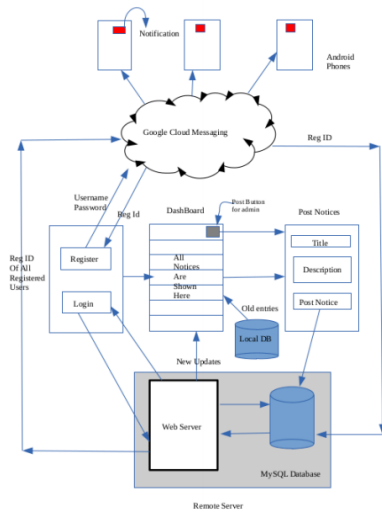 Notification
Android
Phones
Google Cloud Messaging
Reg ID
Username
Password
Reg Id
DashBoard
Post Button
for admin
Post Notices
Reg ID
Of All
Registered
Users
Register
Login
All
Notices
Are
Shown
Here
Title
Description
Post Notice
Old entries
Local DB
New Updates
Web Server
MySQL Database
Remote Server